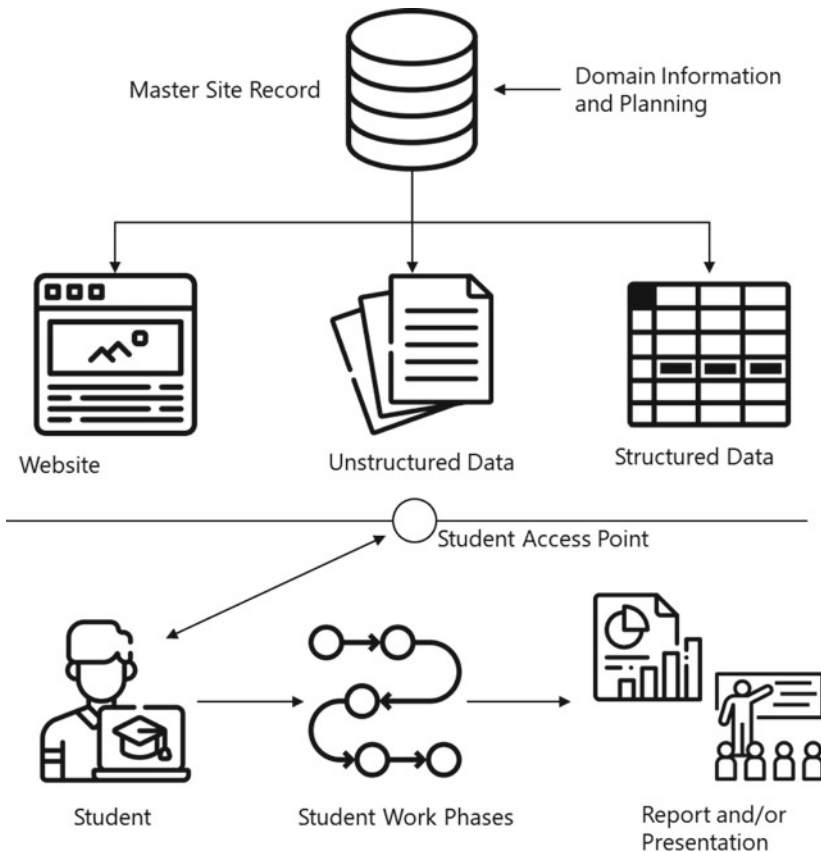 Master Site Record
Domain Information
and Planning
Website
Unstructured Data
Structured Data
Student Access Point
Student
Student Work Phases
Report and/or
Presentation